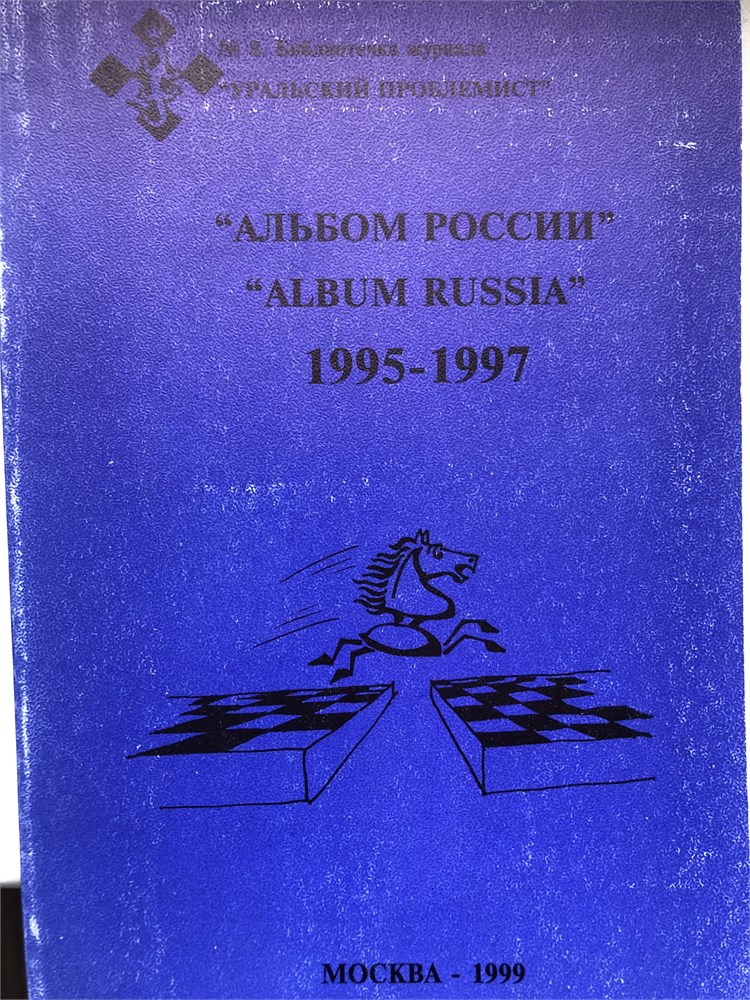 № 8. Библиотечка журнала
"УРАЛЬСКИЙ ПРОБЛЕМИСТ"
"АЛЬБОМ РОССИИ"
"ALBUM RUSSIA"
1995-1997
МОСКВА - 1999